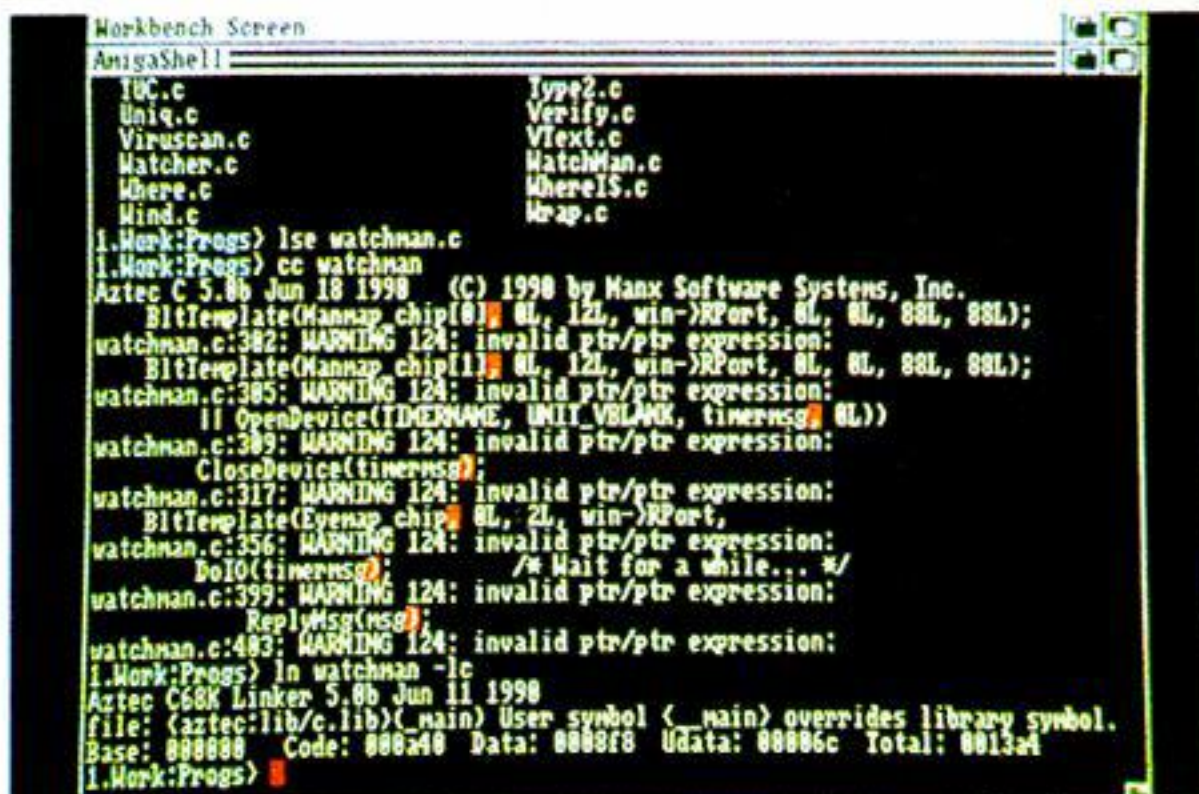 Workbench Screen
AmigaShell
TUC.c Type2.c
Uniq.c Verify.c
Viruscan.c VText.c
Watcher.c WatchMan.c
Where.c WhereIS.c
Wind.c Wrap.c
1.Work:Progs> lse watchman.c
1.Work:Progs> cc watchman
Aztec C 5.0b Jun 18 1990 (C) 1990 by Manx Software Systems, Inc.
BltTemplate(Manmap_chip[0], 0L, 12L, win->RPort, 0L, 0L, 88L, 88L);
watchman.c:302: WARNING 124: invalid ptr/ptr expression:
BltTemplate(Manmap_chip[1], 0L, 12L, win->RPort, 0L, 0L, 88L, 88L);
watchman.c:305: WARNING 124: invalid ptr/ptr expression:
|| OpenDevice(TIMERNAME, UNIT_VBLANK, timermsg, 0L))
watchman.c:309: WARNING 124: invalid ptr/ptr expression:
CloseDevice(timermsg);
watchman.c:317: WARNING 124: invalid ptr/ptr expression:
BltTemplate(Eyemap_chip, 0L, 2L, win->RPort,
watchman.c:356: WARNING 124: invalid ptr/ptr expression:
DoIO(timermsg); /* Wait for a while... */
watchman.c:399: WARNING 124: invalid ptr/ptr expression:
ReplyMsg(msg);
watchman.c:403: WARNING 124: invalid ptr/ptr expression:
1.Work:Progs> ln watchman -lc
Aztec C68K Linker 5.0b Jun 11 1990
file: (aztec:lib/c.lib)(_main) User symbol (__main) overrides library symbol.
Base: 000000 Code: 000a40 Data: 0008f8 Udata: 00006c Total: 0013a4
1.Work:Progs>